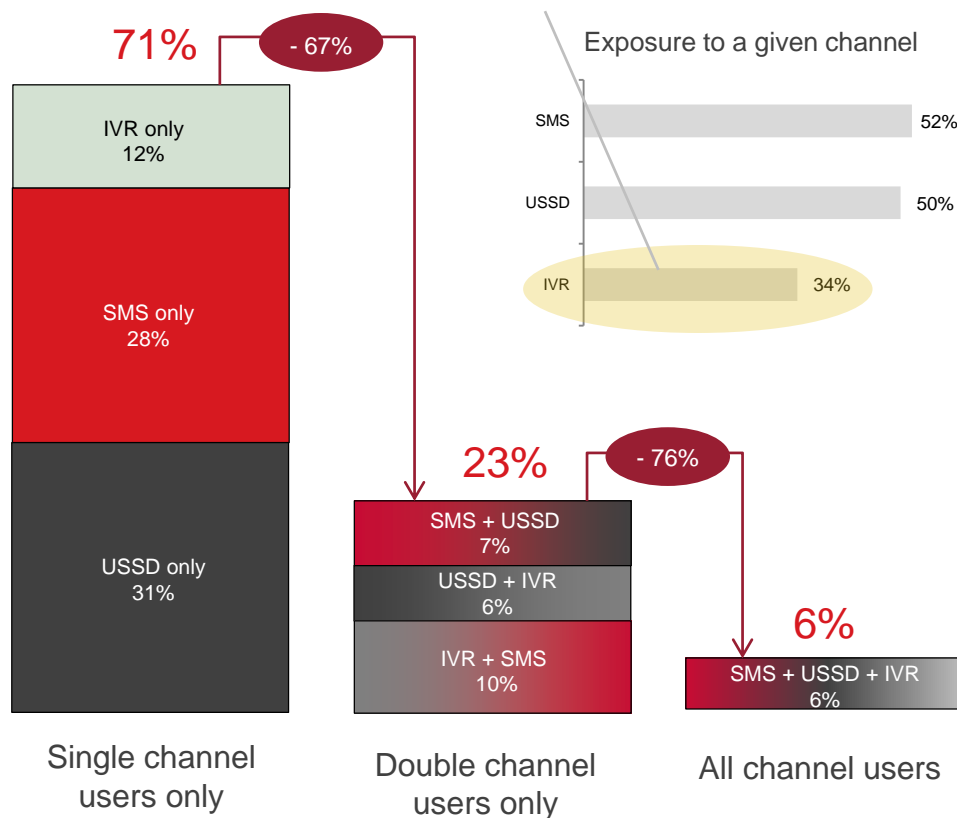 71%
- 67%
IVR only
12%
SMS only
28%
USSD only
31%
Single channel
users only
Exposure to a given channel
SMS
52%
USSD
50%
IVR
34%
23%
- 76%
SMS + USSD
7%
USSD + IVR
6%
IVR + SMS
10%
Double channel
users only
6%
SMS + USSD + IVR
6%
All channel users